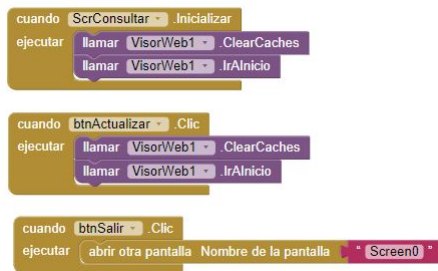 cuando ScrConsultar .Inicializar
ejecutar llamar VisorWeb1 .ClearCaches
llamar VisorWeb1 .IrAInicio
cuando btnActualizar .Clic
ejecutar llamar VisorWeb1 .ClearCaches
llamar VisorWeb1 .IrAInicio
cuando btnSalir .Clic
ejecutar abrir otra pantalla Nombre de la pantalla " Screen0 "